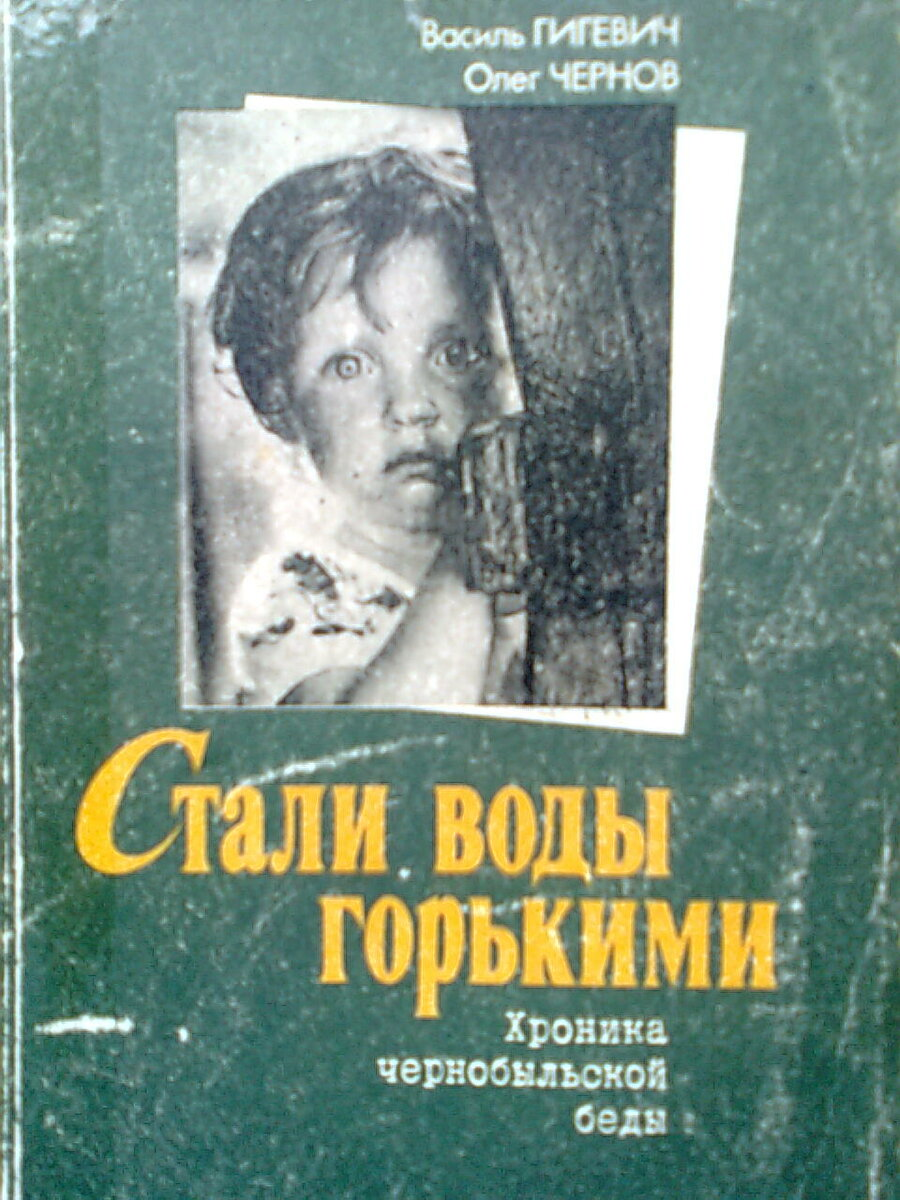 Василь ГИГЕВИЧ
Олег ЧЕРНОВ
Стали воды
горькими
Хроника
чернобыльской
беды